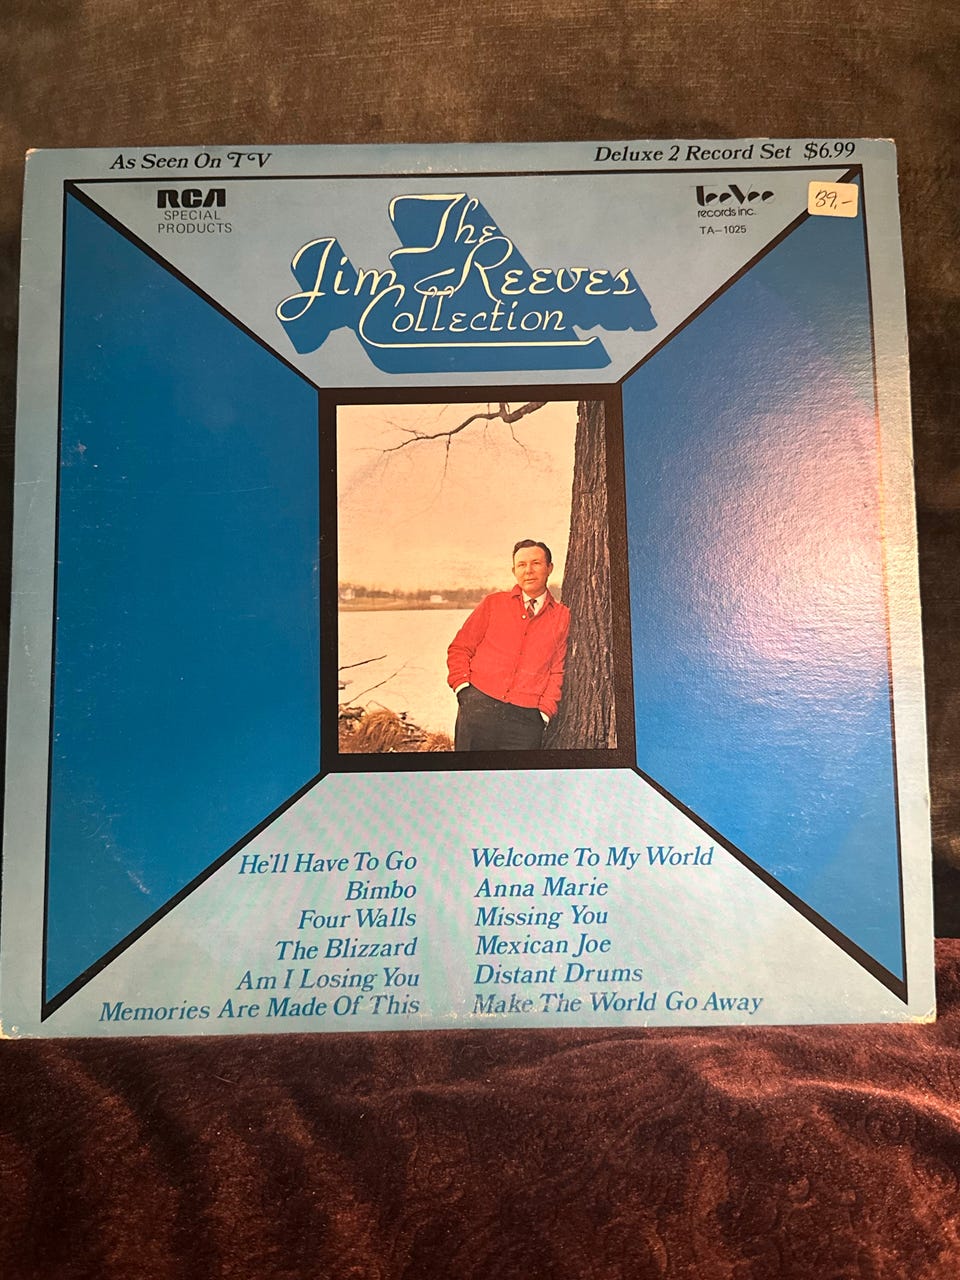 As Seen On TV
Deluxe 2 Record Set $6.99
RCA
SPECIAL
PRODUCTS
TeeVee
records inc.
TA-1025
39,-
The
Jim Reeves
Collection
He'll Have To Go
Bimbo
Four Walls
The Blizzard
Am I Losing You
Memories Are Made Of This
Welcome To My World
Anna Marie
Missing You
Mexican Joe
Distant Drums
Make The World Go Away